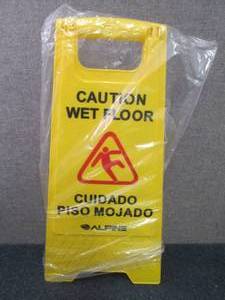 CAUTION
WET FLOOR
CUIDADO
PISO MOJADO
ALPINE